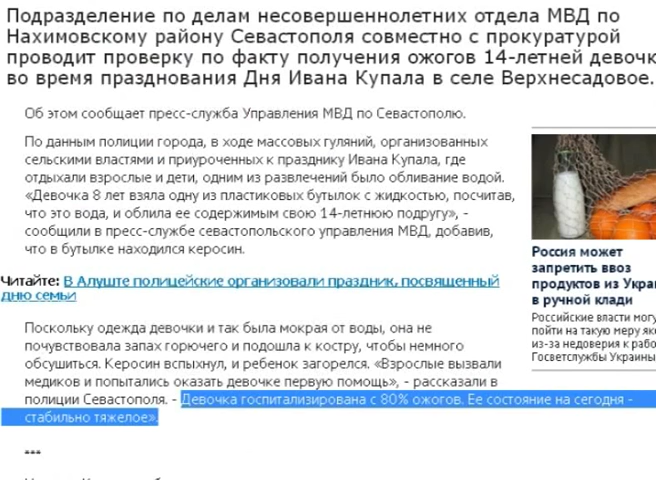 Подразделение по делам несовершеннолетних отдела МВД по
Нахимовскому району Севастополя совместно с прокуратурой
проводит проверку по факту получения ожогов 14-летней девочк
во время празднования Дня Ивана Купала в селе Верхнесадовое.
Об этом сообщает пресс-служба Управления МВД по Севастополю.
По данным полиции города, в ходе массовых гуляний, организованных
сельскими властями и приуроченных к празднику Ивана Купала, где
отдыхали взрослые и дети, одним из развлечений было обливание водой.
«Девочка 8 лет взяла одну из пластиковых бутылок с жидкостью, посчитав,
что это вода, и облила ее содержимым свою 14-летнюю подругу», -
сообщили в пресс-службе севастопольского управления МВД, добавив,
что в бутылке находился керосин.
Читайте: В Алуште полицейские организовали праздник, посвященный
дню семьи
Поскольку одежда девочки и так была мокрая от воды, она не
почувствовала запах горючего и подошла к костру, чтобы немного
обсушиться. Керосин вспыхнул, и ребенок загорелся. «Взрослые вызвали
медиков и попытались оказать девочке первую помощь», - рассказали в
полиции Севастополя. - Девочка госпитализирована с 80% ожогов. Ее состояние на сегодня -
стабильно тяжелое».
***
Россия может
запретить ввоз
продуктов из Укра
в ручной клади
Российские власти могу
пойти на такую меру як
из-за недоверия к рабо
Госветслужбы Украины